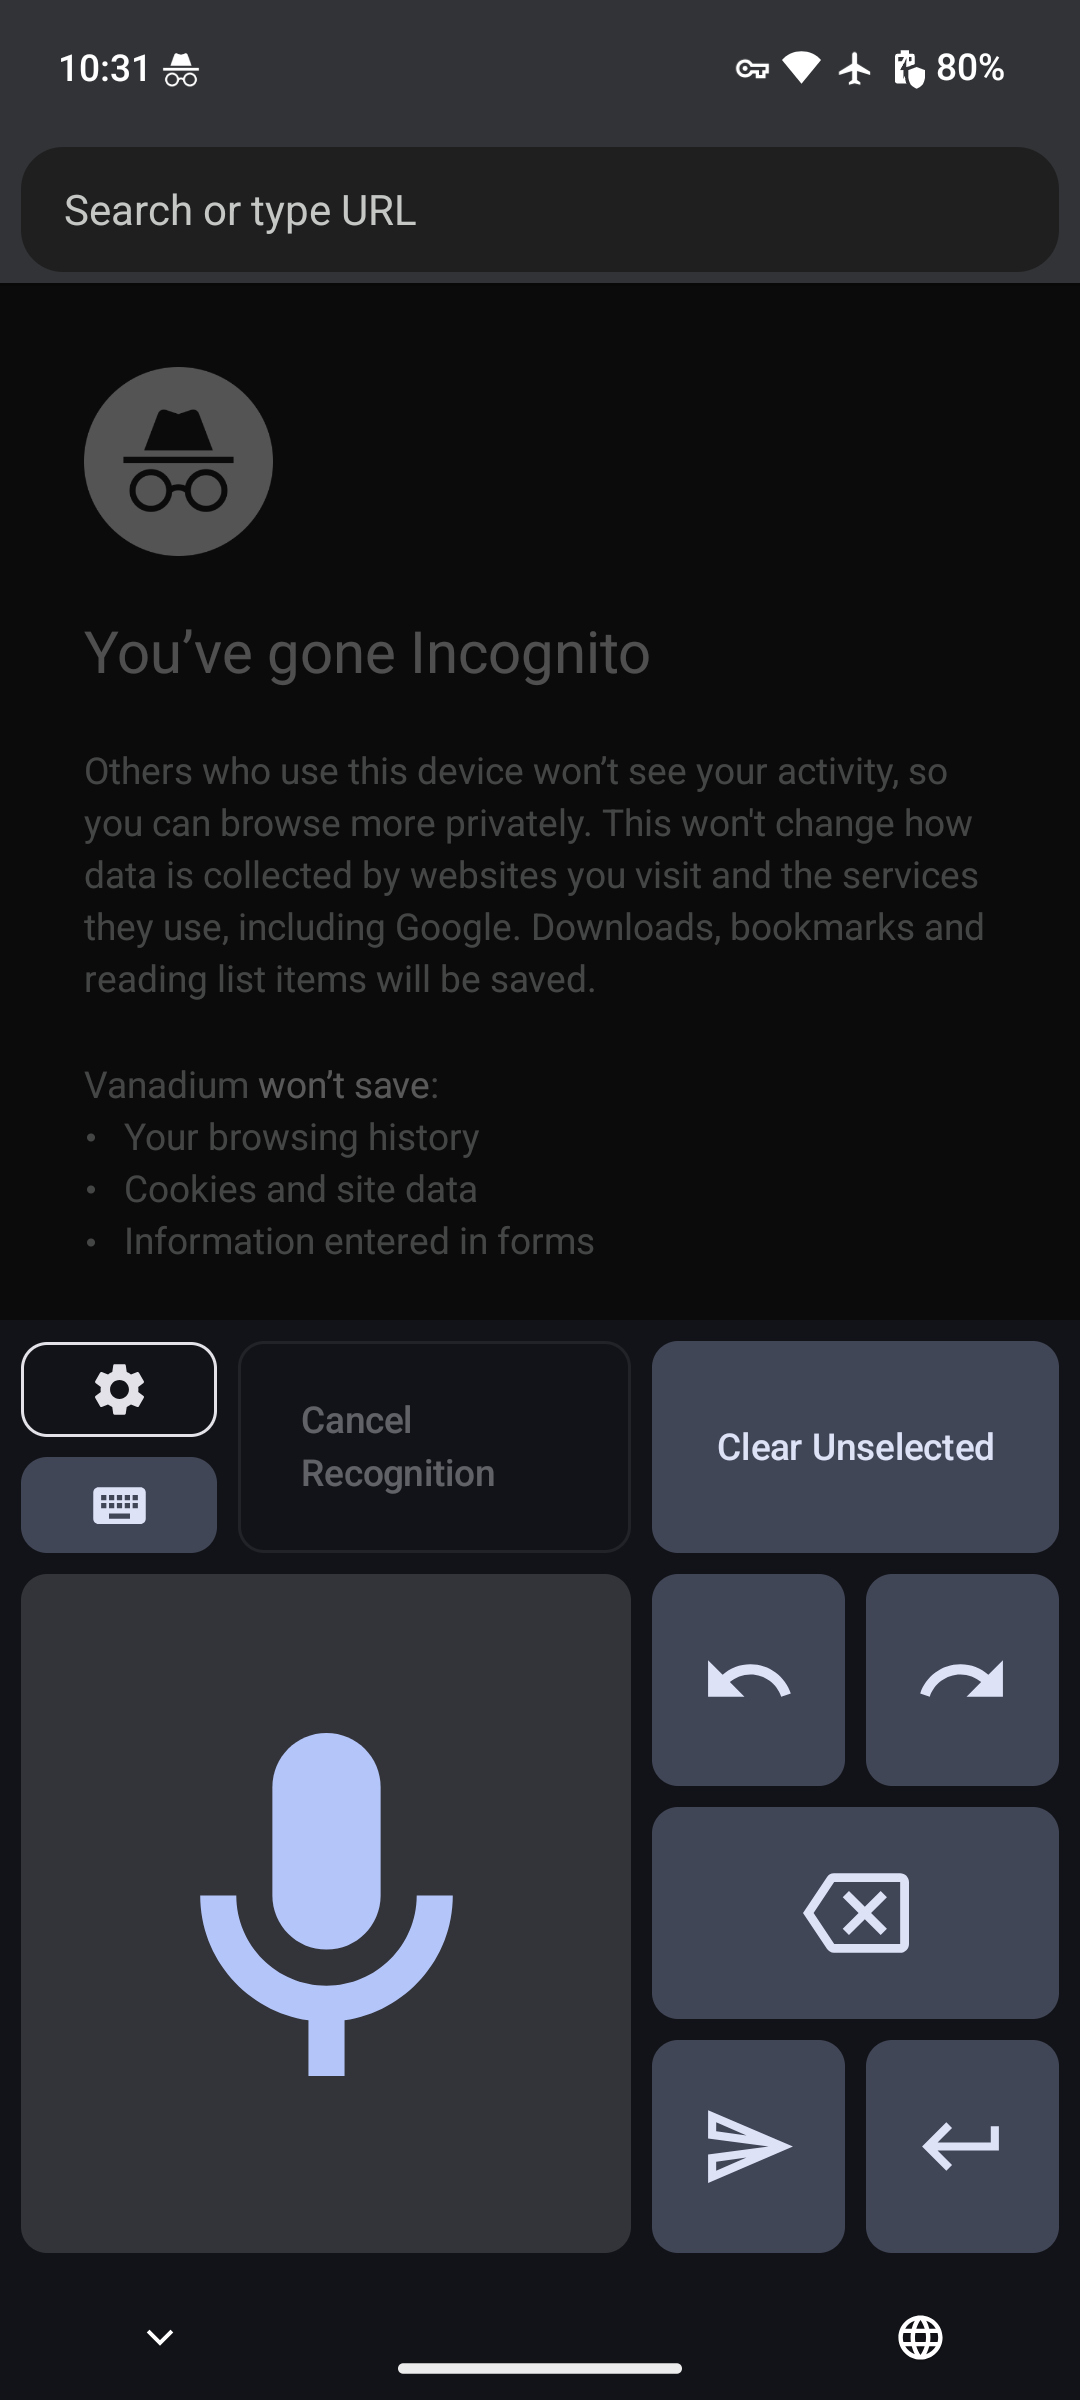 10:31
80%
Search or type URL
You’ve gone Incognito
Others who use this device won’t see your activity, so
you can browse more privately. This won't change how
data is collected by websites you visit and the services
they use, including Google. Downloads, bookmarks and
reading list items will be saved.
Vanadium won’t save:
• Your browsing history
• Cookies and site data
• Information entered in forms
Cancel
Recognition
Clear Unselected